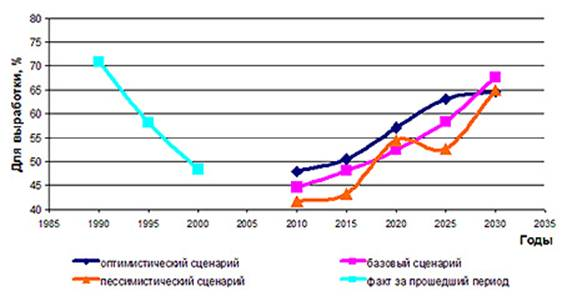 80
75
70
65
60
55
50
45
40
Для выработки, %
1985 1990 1995 2000 2005 2010 2015 2020 2025 2030 2035
Годы
оптимистический сценарий базовый сценарий
пессимистический сценарий факт за прошедший период